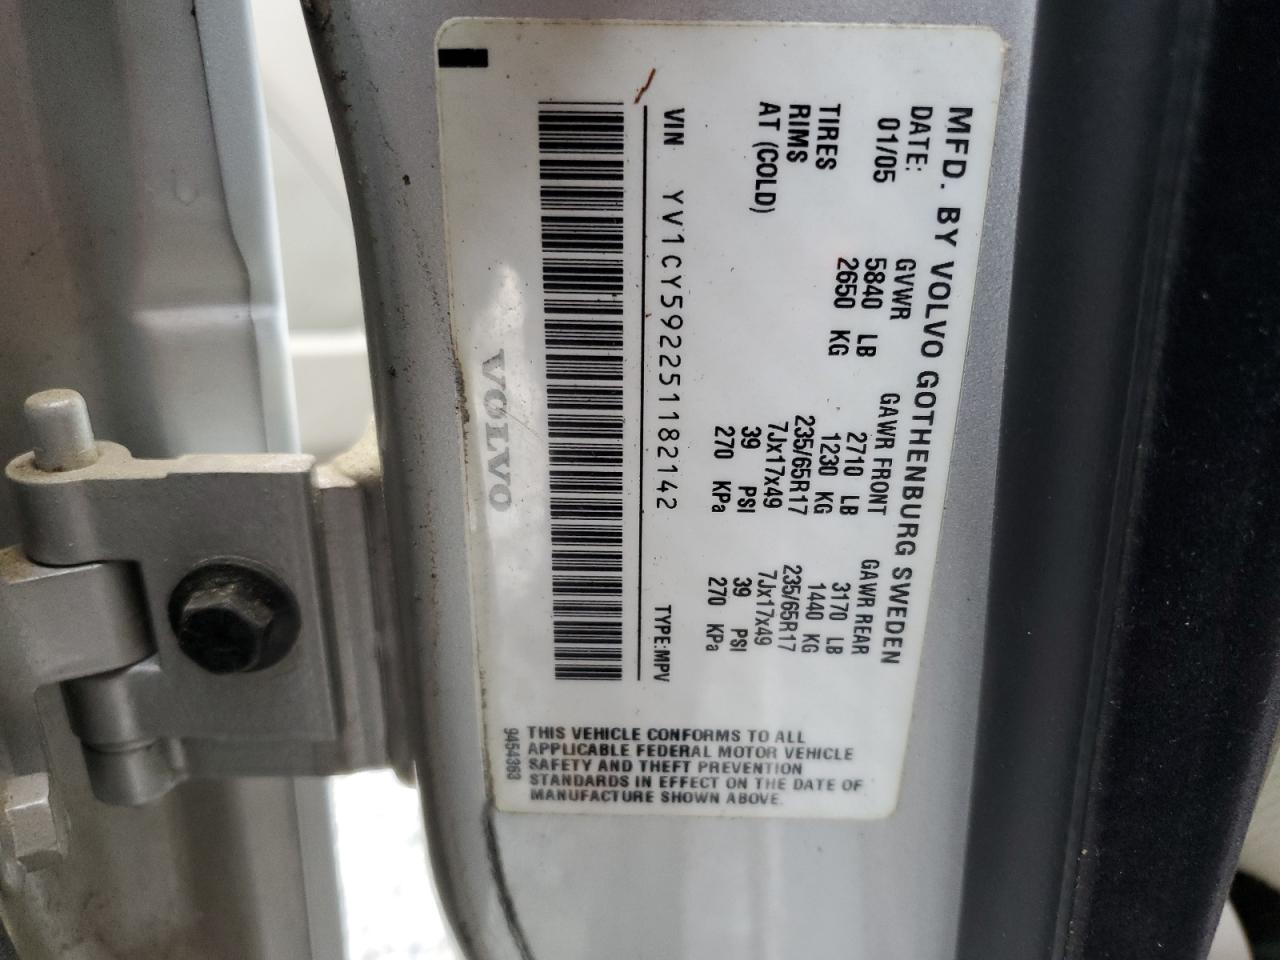 MFD. BY VOLVO GOTHENBURG SWEDEN
DATE: GVWR GAWR FRONT GAWR REAR
01/05 5840 LB 2710 LB 3170 LB
2650 KG 1230 KG 1440 KG
TIRES 235/65R17 235/65R17
RIMS 7Jx17x49 7Jx17x49
AT (COLD) 39 PSI 39 PSI
270 KPa 270 KPa
VIN YV1CY592251182142 TYPE:MPV
VOLVO
THIS VEHICLE CONFORMS TO ALL
APPLICABLE FEDERAL MOTOR VEHICLE
SAFETY AND THEFT PREVENTION
STANDARDS IN EFFECT ON THE DATE OF
MANUFACTURE SHOWN ABOVE.
9454363